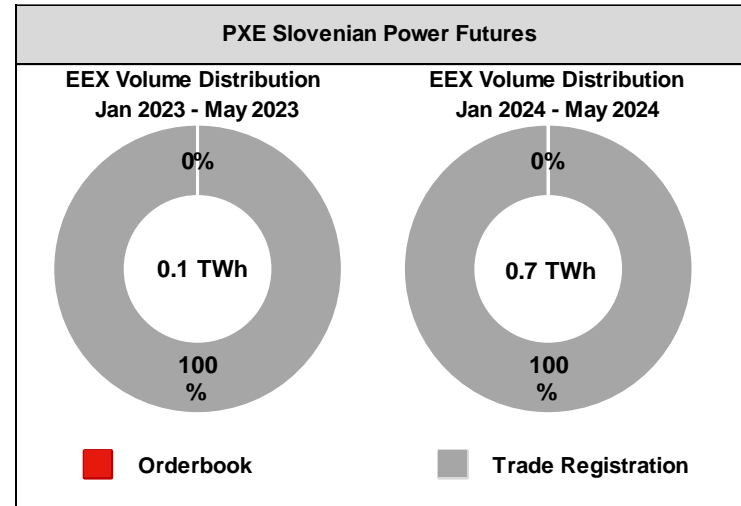 PXE Slovenian Power Futures
EEX Volume Distribution
Jan 2023 - May 2023
EEX Volume Distribution
Jan 2024 - May 2024
0%
0.1 TWh
100
%
0%
0.7 TWh
100
%
Orderbook
Trade Registration